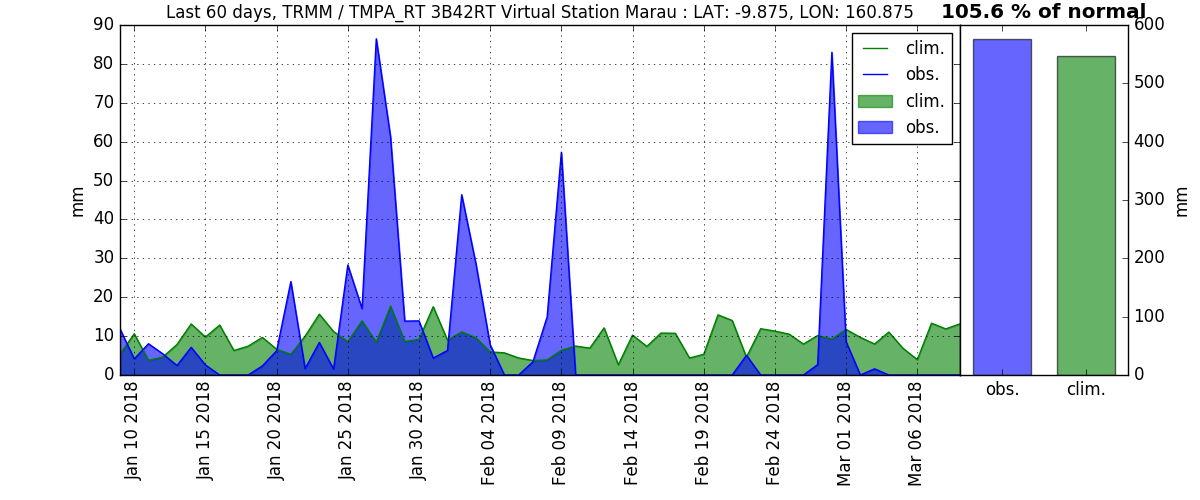 Last 60 days, TRMM / TMPA_RT 3B42RT Virtual Station Marau : LAT: -9.875, LON: 160.875
105.6 % of normal
90
80
70
60
50
40
30
20
10
0
mm
clim.
obs.
clim.
obs.
Jan 10 2018
Jan 15 2018
Jan 20 2018
Jan 25 2018
Jan 30 2018
Feb 04 2018
Feb 09 2018
Feb 14 2018
Feb 19 2018
Feb 24 2018
Mar 01 2018
Mar 06 2018
600
500
400
300
200
100
0
mm
obs.
clim.